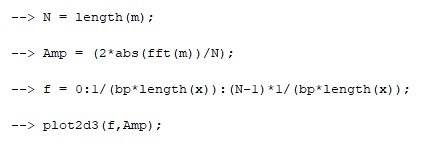 --> N = length(m);
--> Amp = (2*abs(fft(m))/N);
--> f = 0:1/(bp*length(x)):(N-1)*1/(bp*length(x));
--> plot2d3(f,Amp);